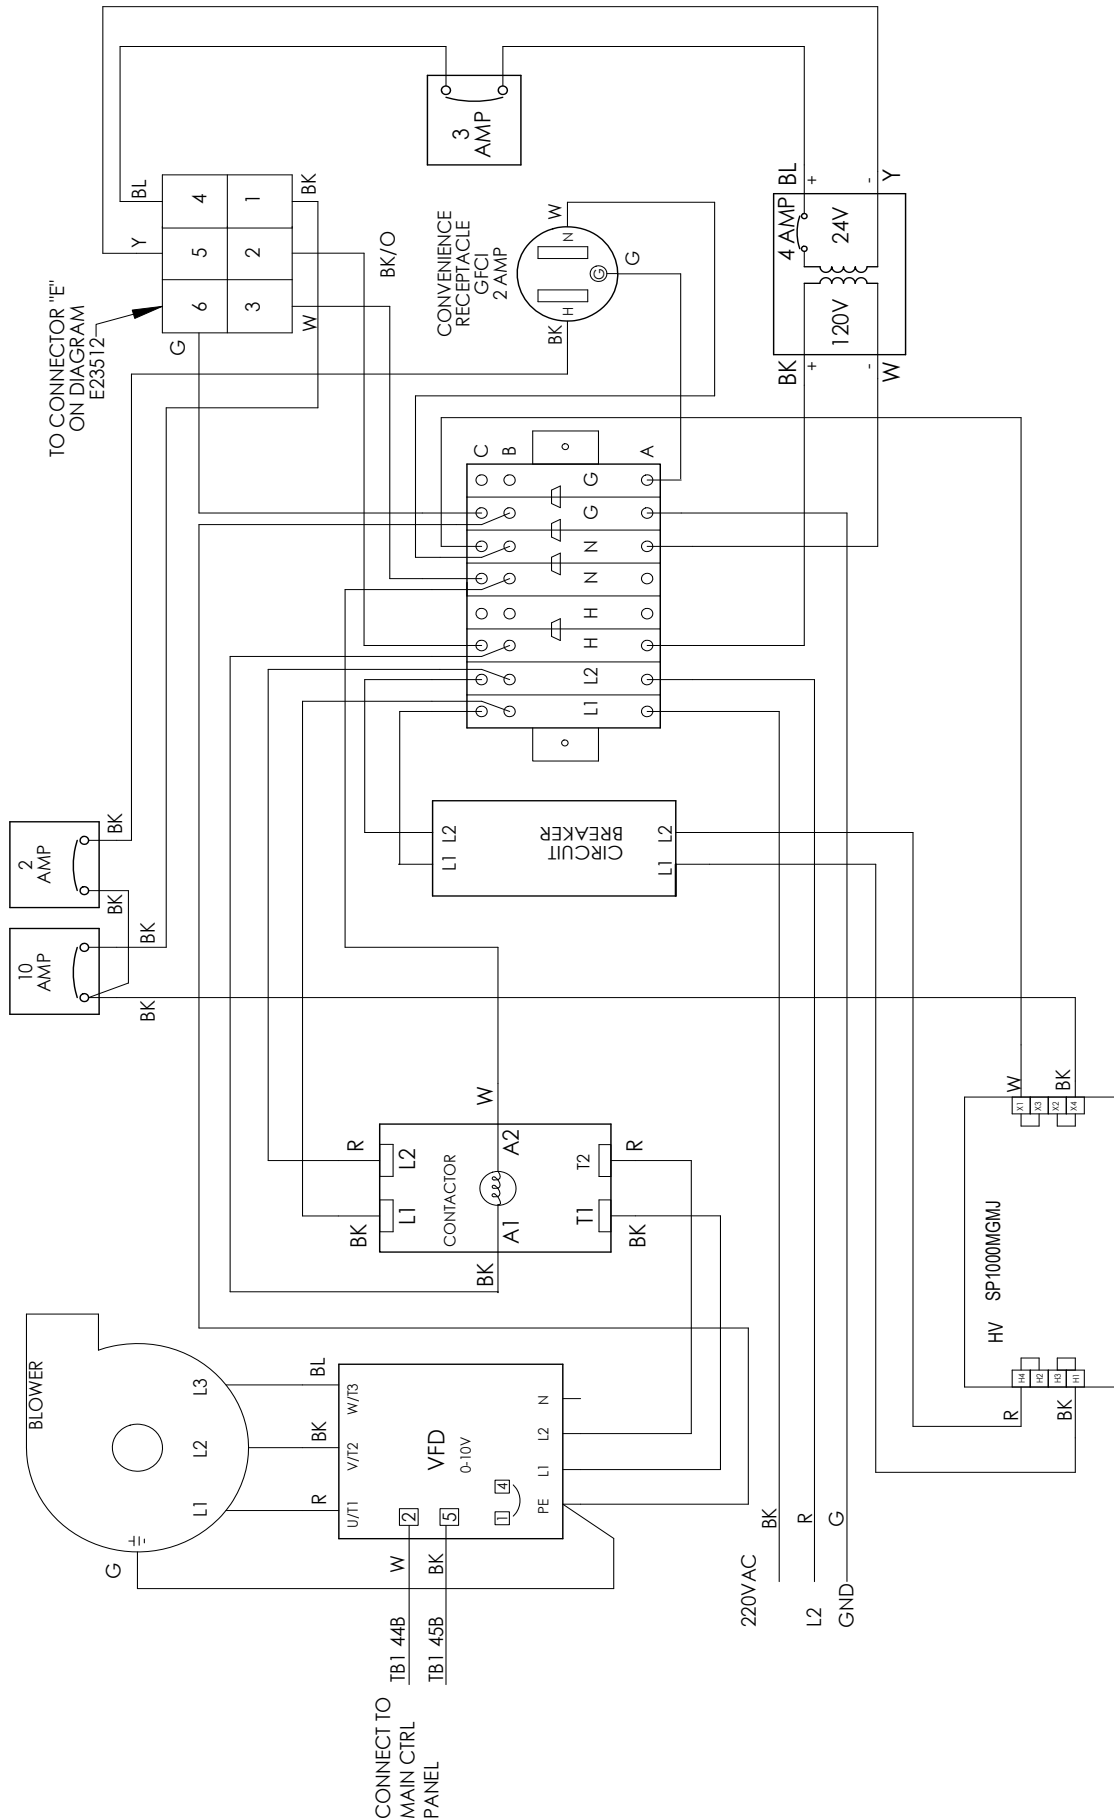 TO CONNECTOR "E"
ON DIAGRAM
E23512
BL
Y
G
4
5
6
1
2
3
BK
W
BK/O
3
AMP
CONVENIENCE
RECEPTACLE
GFCI
2 AMP
W
N
G
G
H
BK
4 AMP
BL
+
-
Y
24V
120V
BK
+
-
W
C
B
A
G
G
N
N
H
H
L2
L1
2
AMP
BK
BK
10
AMP
BK
BK
L1
L2
CIRCUIT
BREAKER
L1
L2
R
L2
BK
L1
CONTACTOR
A1
A2
BK
W
T1
T2
BK
R
BLOWER
L1
L2
L3
G
R
BK
BL
U/T1
V/T2
W/T3
VFD
0-10V
2
5
1
4
PE
L1
L2
N
W
BK
TB1 44B
TB1 45B
CONNECT TO
MAIN CTRL
PANEL
220VAC
BK
L2
R
GND
G
HV SP1000MGMJ
H4
H2
H3
H1
R
BK
X1
X3
X2
X4
W
BK